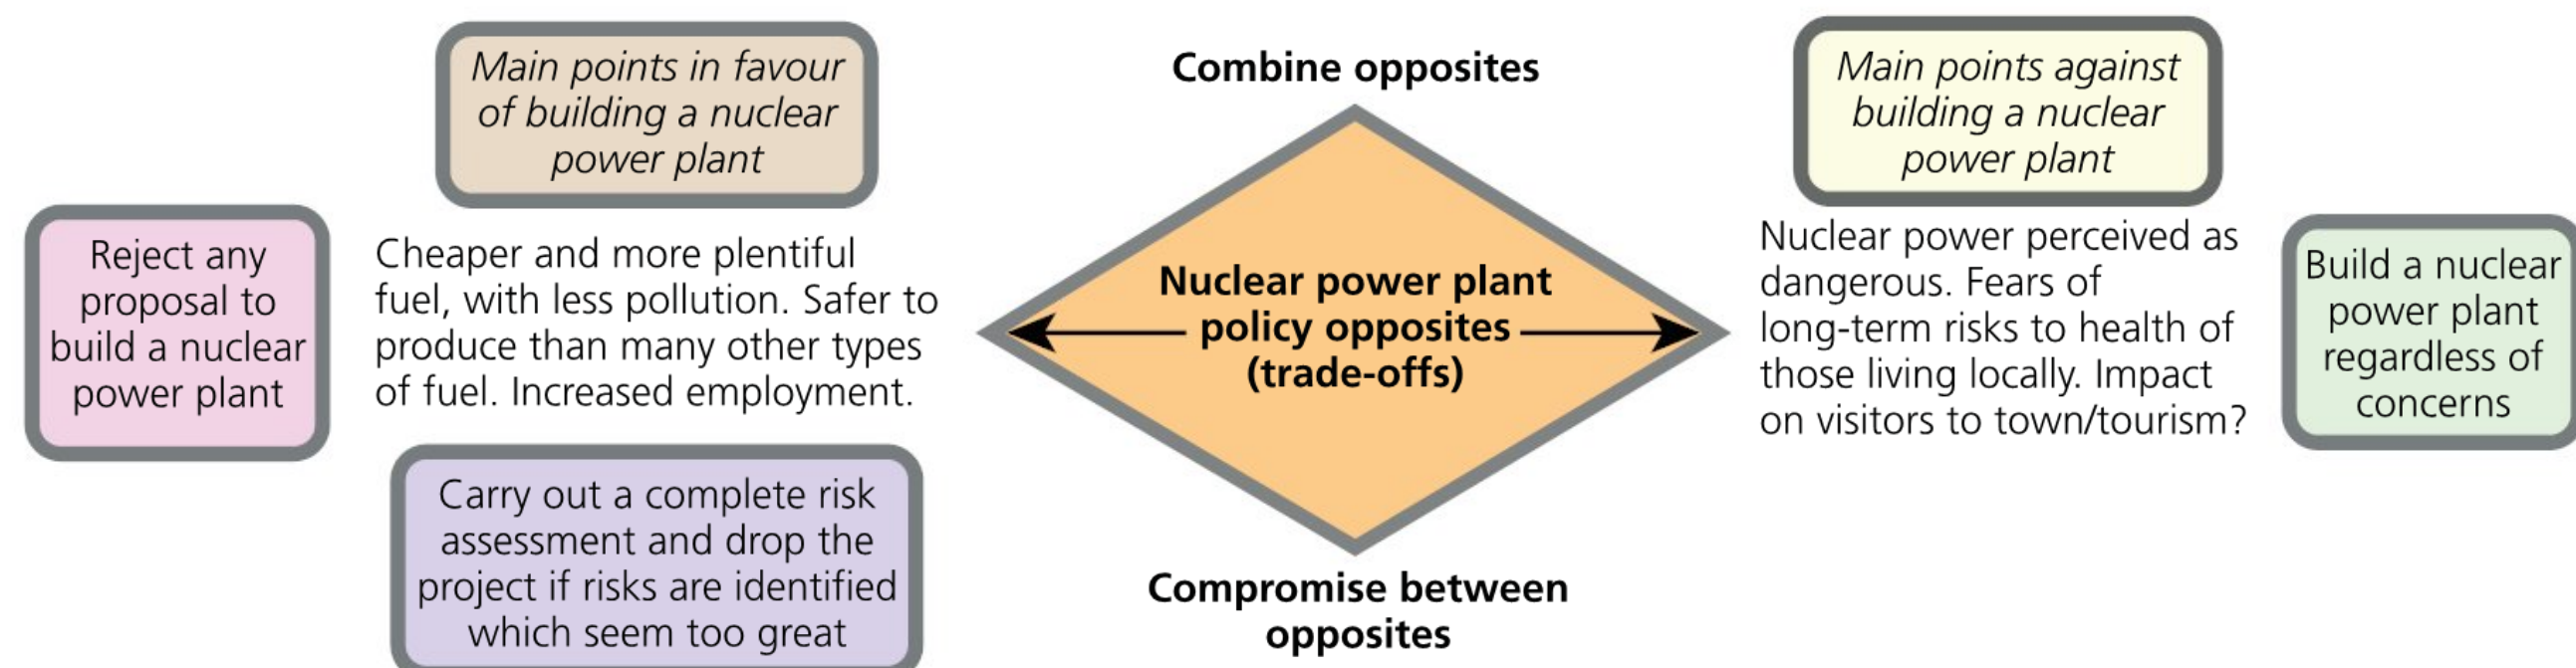 Main points in favour
of building a nuclear
power plant
Combine opposites
Main points against
building a nuclear
power plant
Reject any
proposal to
build a nuclear
power plant
Cheaper and more plentiful
fuel, with less pollution. Safer to
produce than many other types
of fuel. Increased employment.
Nuclear power plant
policy opposites
(trade-offs)
Nuclear power perceived as
dangerous. Fears of
long-term risks to health of
those living locally. Impact
on visitors to town/tourism?
Build a nuclear
power plant
regardless of
concerns
Carry out a complete risk
assessment and drop the
project if risks are identified
which seem too great
Compromise between
opposites